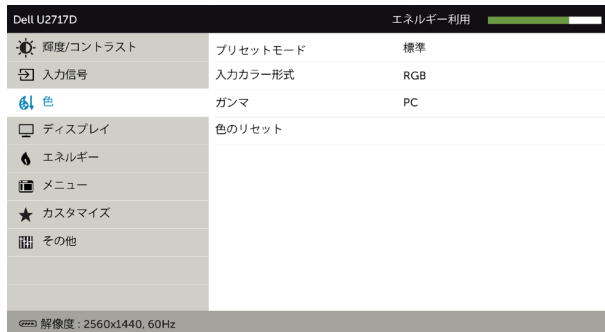 Dell U2717D エネルギー利用
輝度/コントラスト プリセットモード 標準
入力信号 入力カラー形式 RGB
色 ガンマ PC
ディスプレイ 色のリセット
エネルギー
メニュー
カスタマイズ
その他
解像度 : 2560x1440, 60Hz